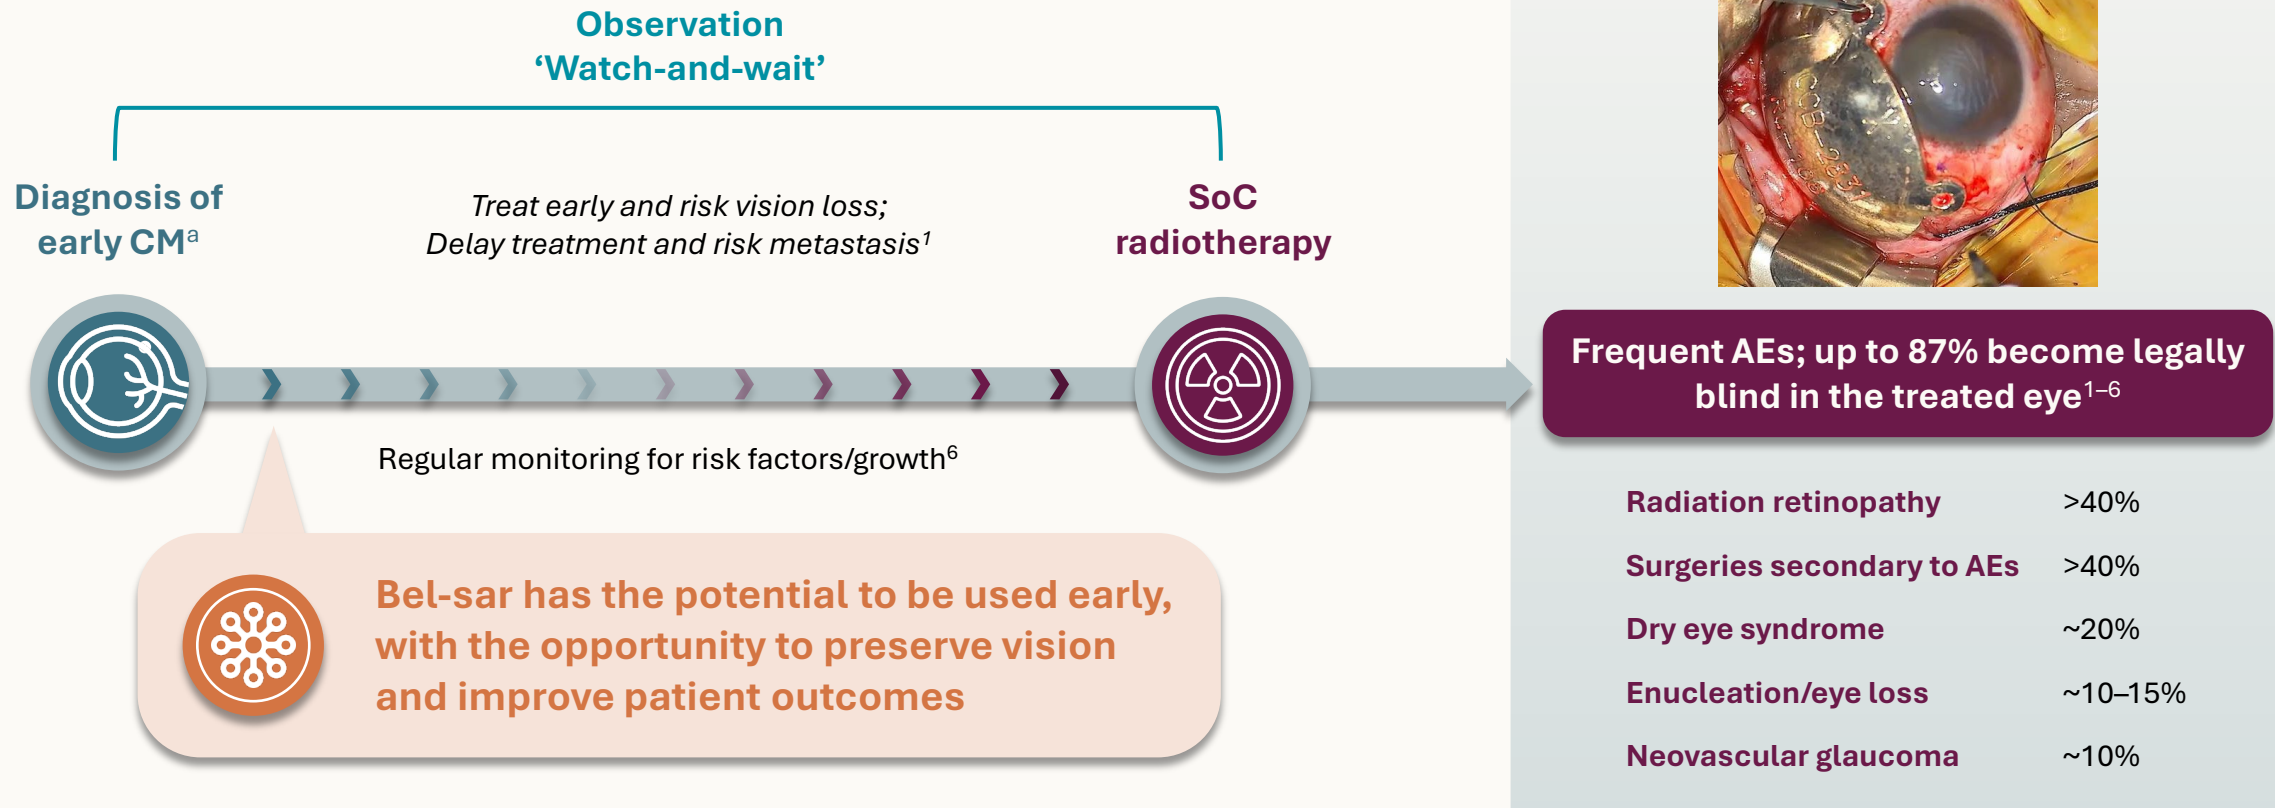 Observation
‘Watch-and-wait’
Diagnosis of
early CMᵃ
Treat early and risk vision loss;
Delay treatment and risk metastasis¹
SoC
radiotherapy
Regular monitoring for risk factors/growth⁶
Bel-sar has the potential to be used early,
with the opportunity to preserve vision
and improve patient outcomes
Frequent AEs; up to 87% become legally
blind in the treated eye¹⁻⁶
Radiation retinopathy >40%
Surgeries secondary to AEs >40%
Dry eye syndrome ~20%
Enucleation/eye loss ~10–15%
Neovascular glaucoma ~10%